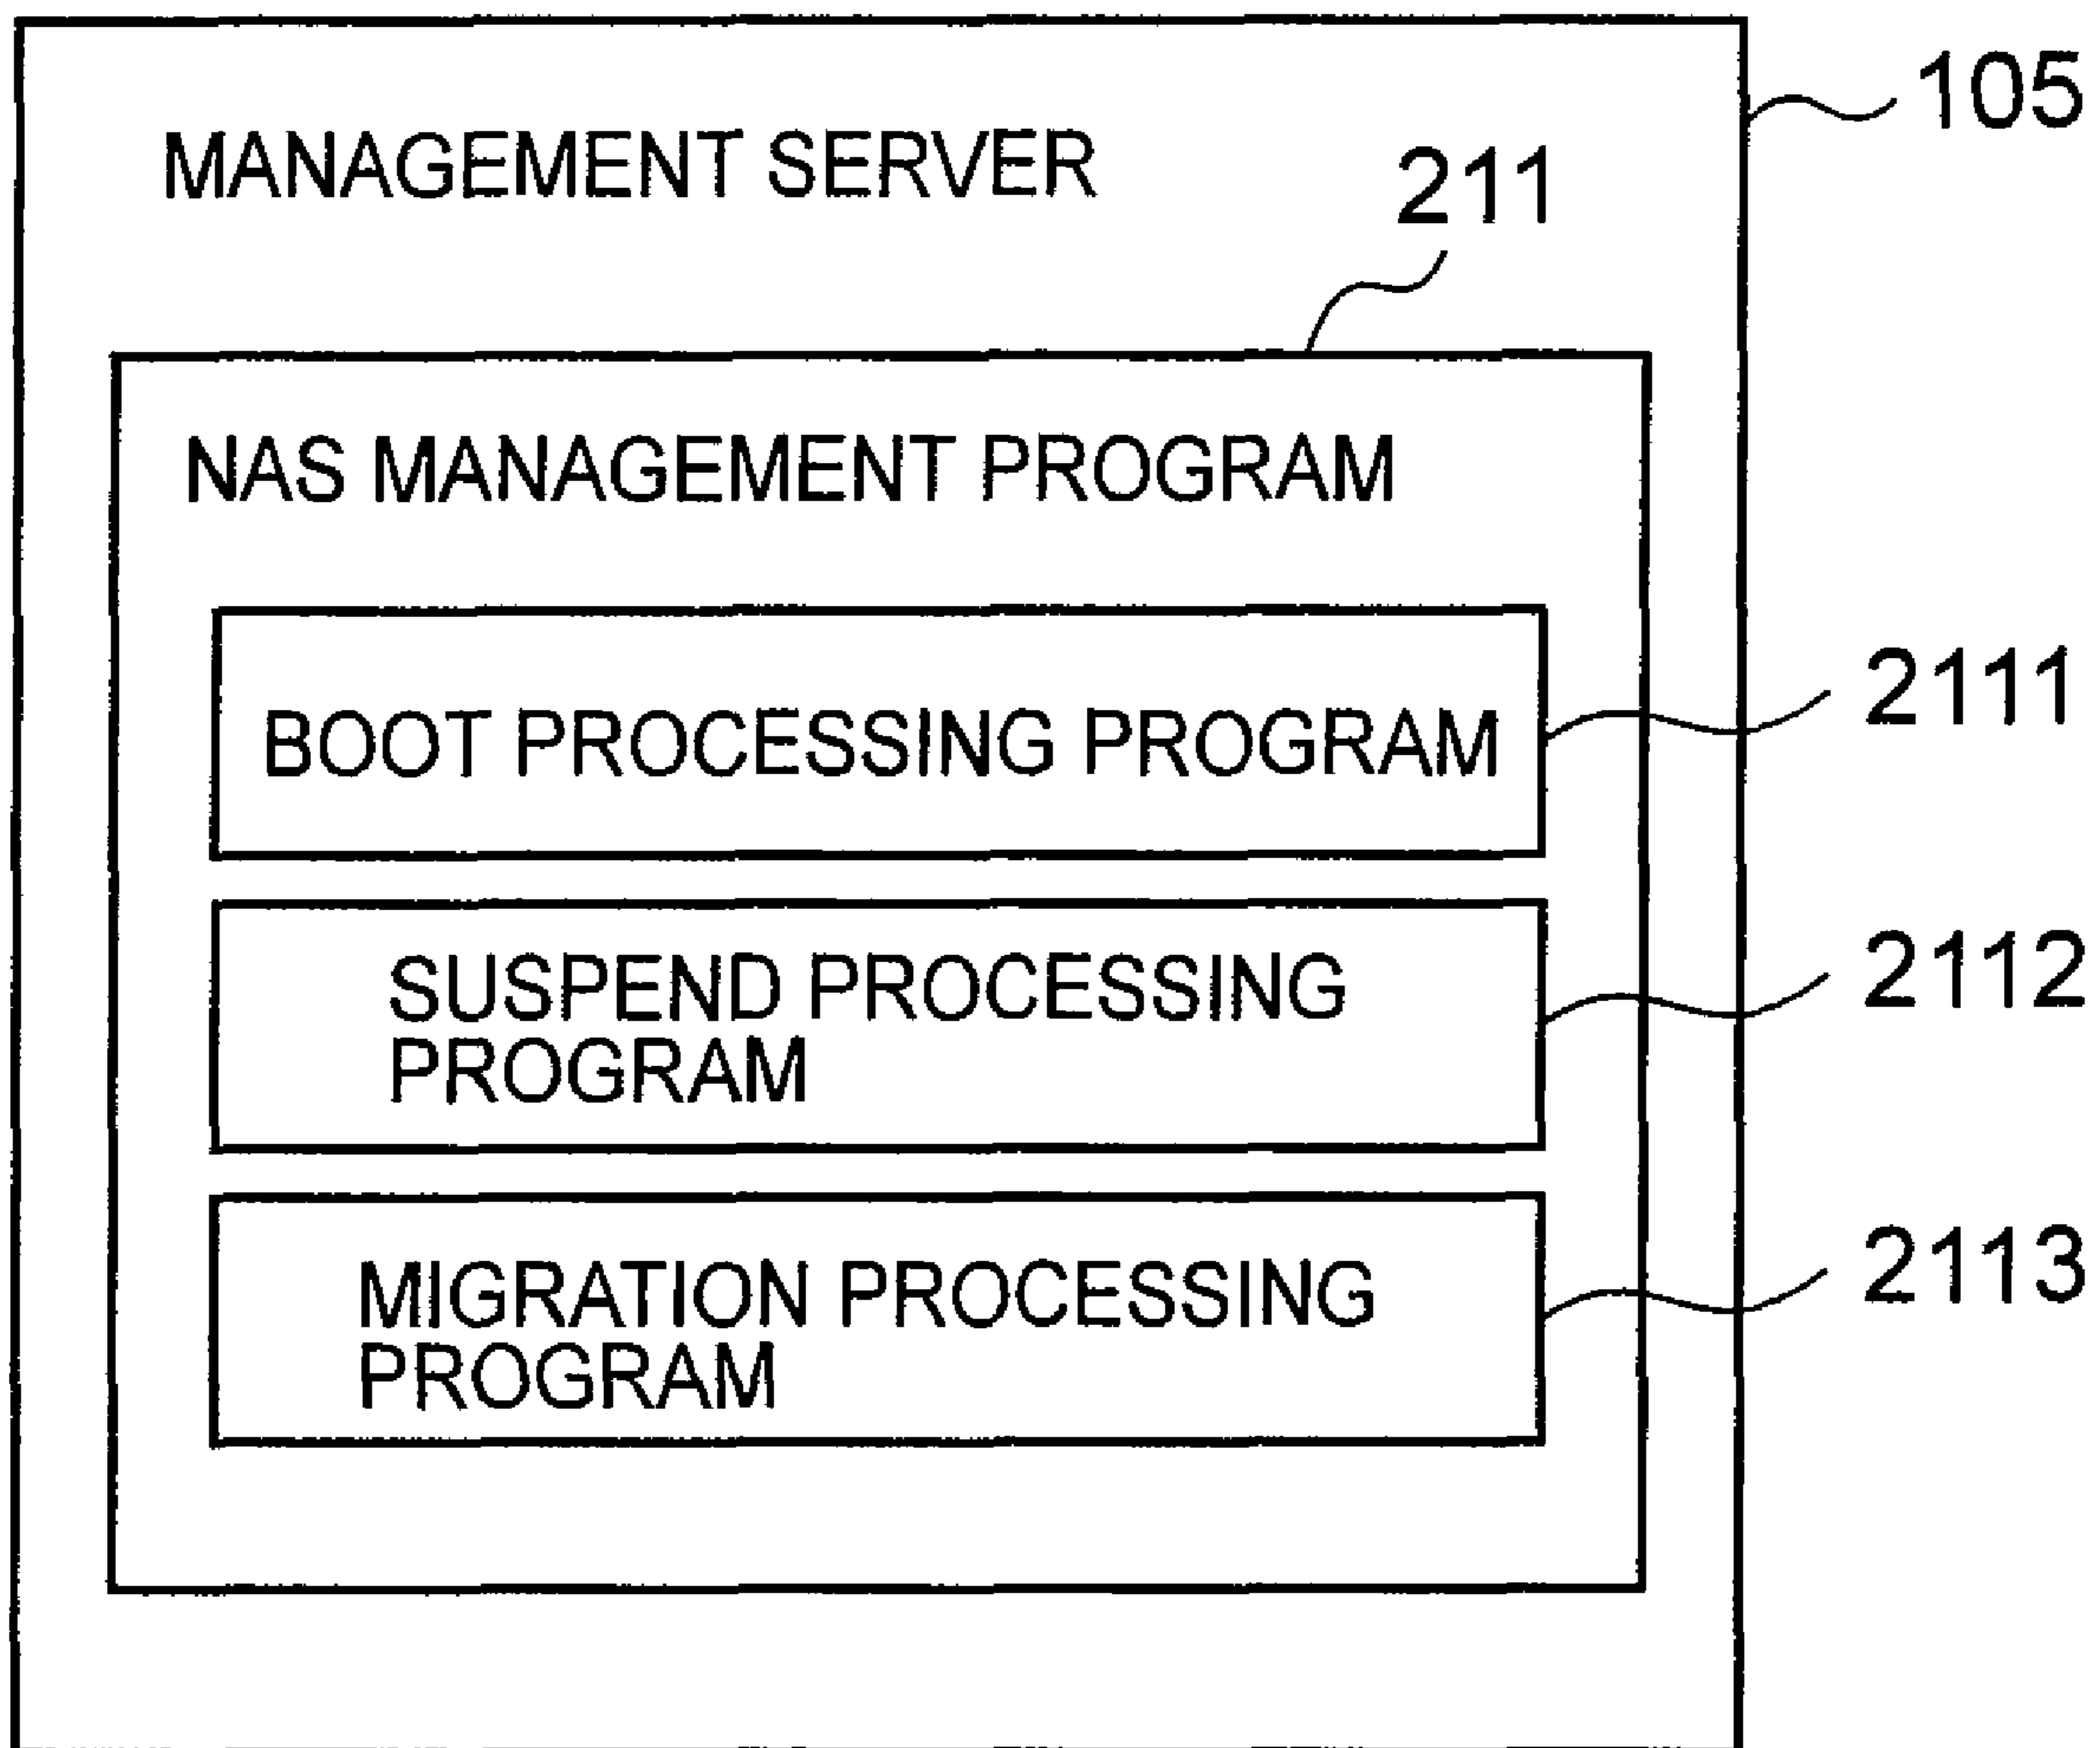 105
MANAGEMENT SERVER
211
NAS MANAGEMENT PROGRAM
2111
BOOT PROCESSING PROGRAM
2112
SUSPEND PROCESSING
PROGRAM
2113
MIGRATION PROCESSING
PROGRAM